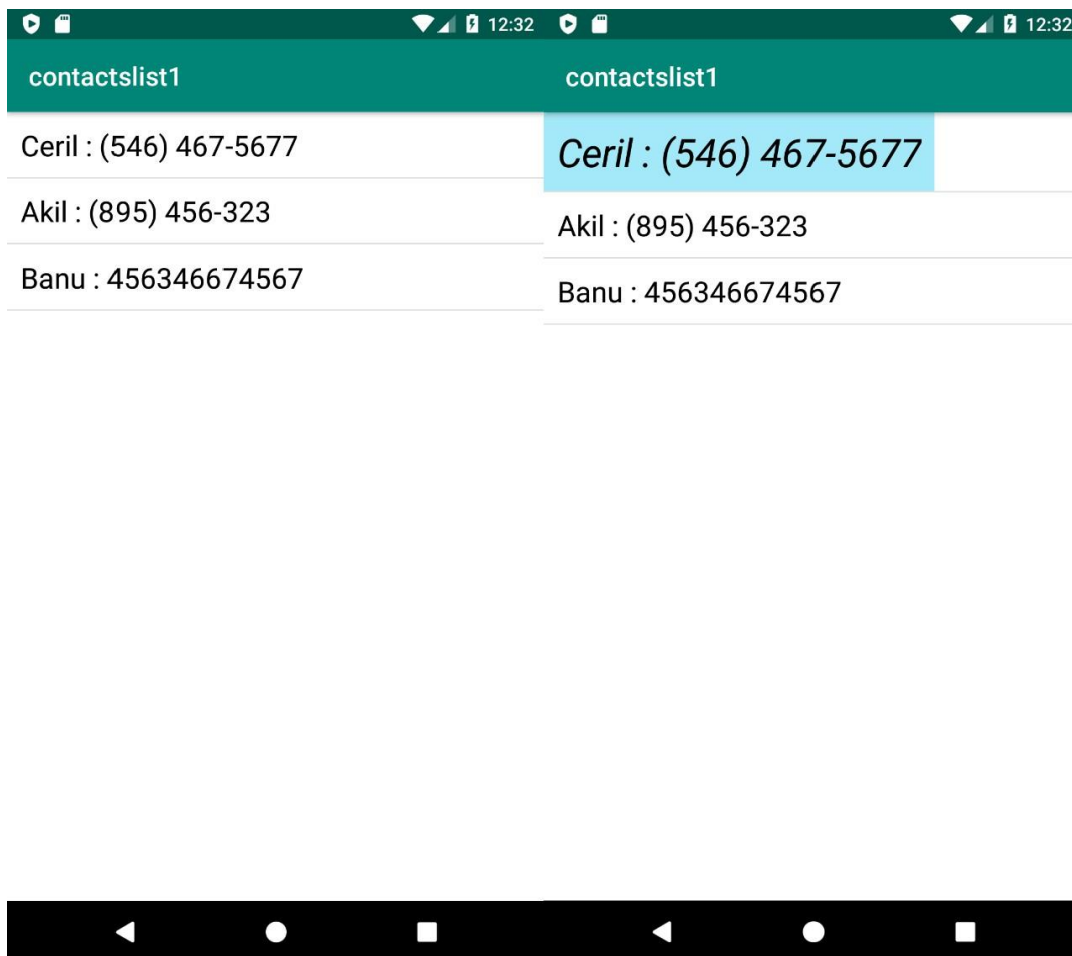 12:32
contactslist1
Ceril : (546) 467-5677
Akil : (895) 456-323
Banu : 456346674567
12:32
contactslist1
Ceril : (546) 467-5677
Akil : (895) 456-323
Banu : 456346674567